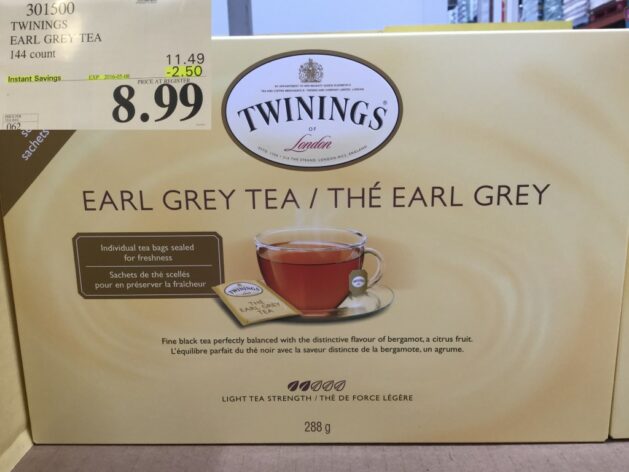 301500
TWININGS
EARL GREY TEA
144 count
11.49
-2.50
Instant Savings
PRICE AT REGISTER
8.99
062
sachets
TWININGS®
OF
London
EARL GREY TEA / THÉ EARL GREY
Individual tea bags sealed
for freshness
Sachets de thé scellés
pour en préserver la fraîcheur
TWININGS
THÉ
EARL GREY
TEA
Fine black tea perfectly balanced with the distinctive flavour of bergamot, a citrus fruit.
L'équilibre parfait du thé noir avec la saveur distincte de la bergamote, un agrume.
LIGHT TEA STRENGTH / THÉ DE FORCE LÉGÈRE
288 g